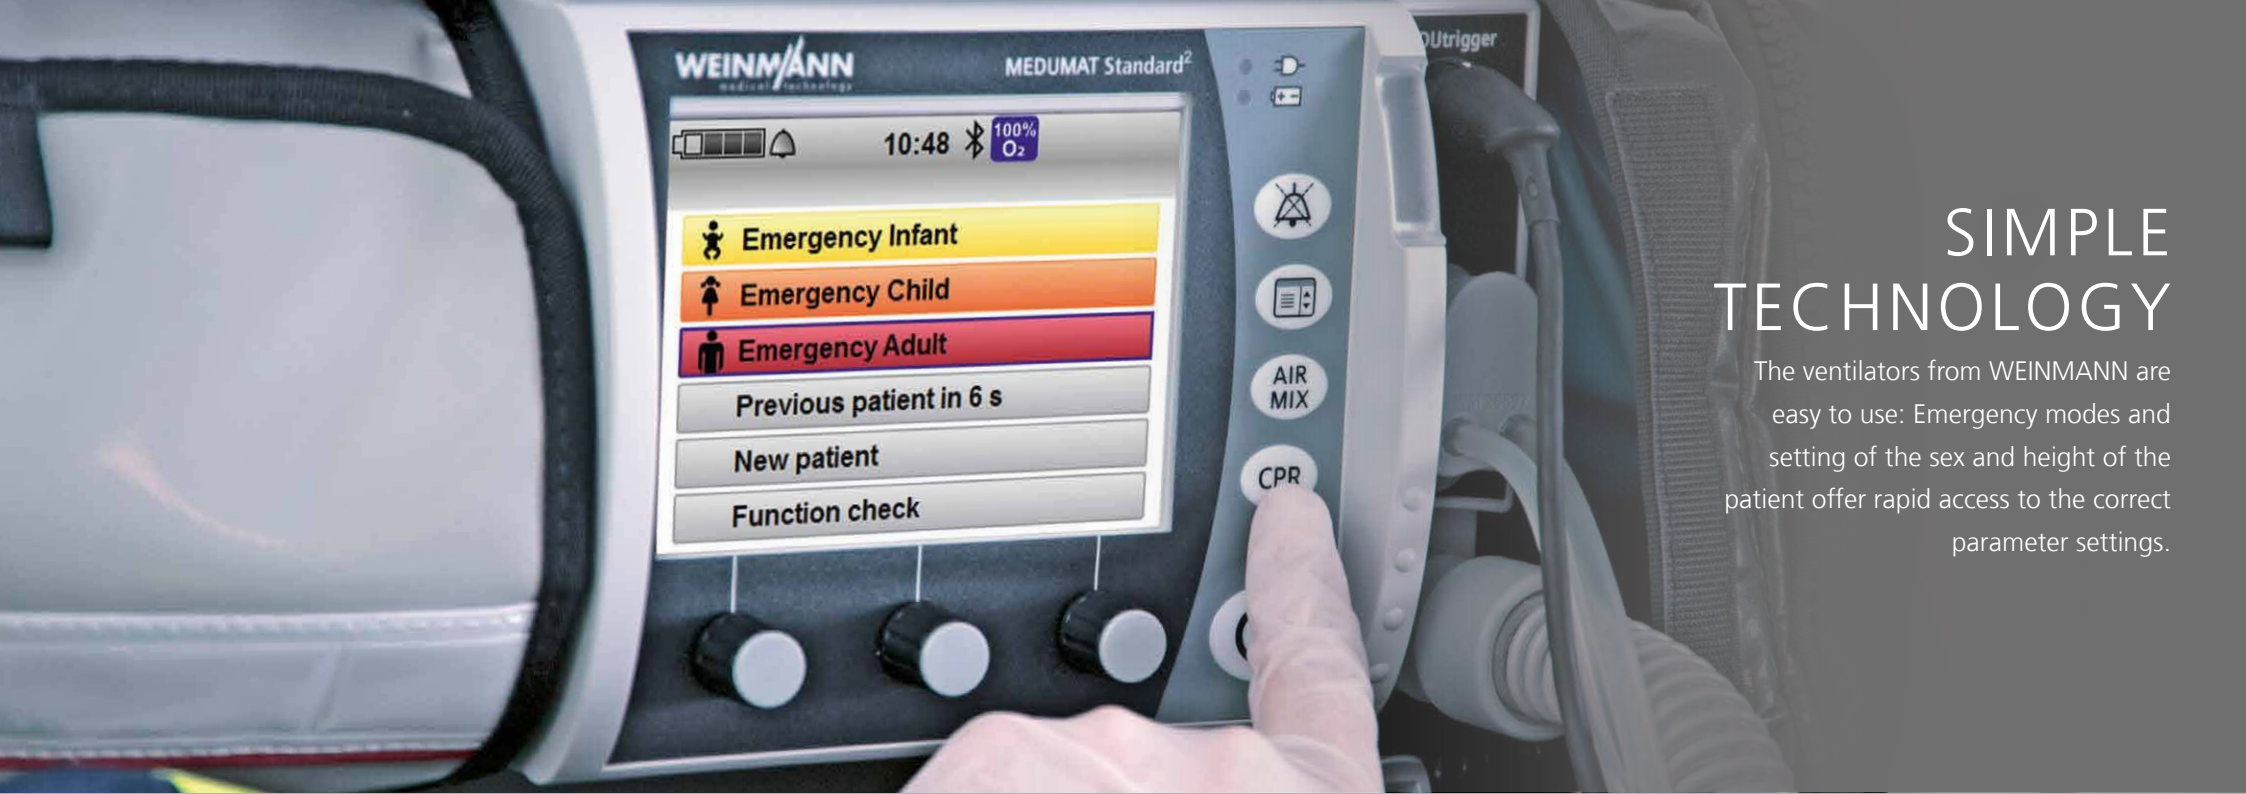 WEINMANN
medical technology
MEDUMAT Standard²
10:48
100%
O₂
Emergency Infant
Emergency Child
Emergency Adult
Previous patient in 6 s
New patient
Function check
AIR
MIX
CPR
SIMPLE
TECHNOLOGY
The ventilators from WEINMANN are
easy to use: Emergency modes and
setting of the sex and height of the
patient offer rapid access to the correct
parameter settings.